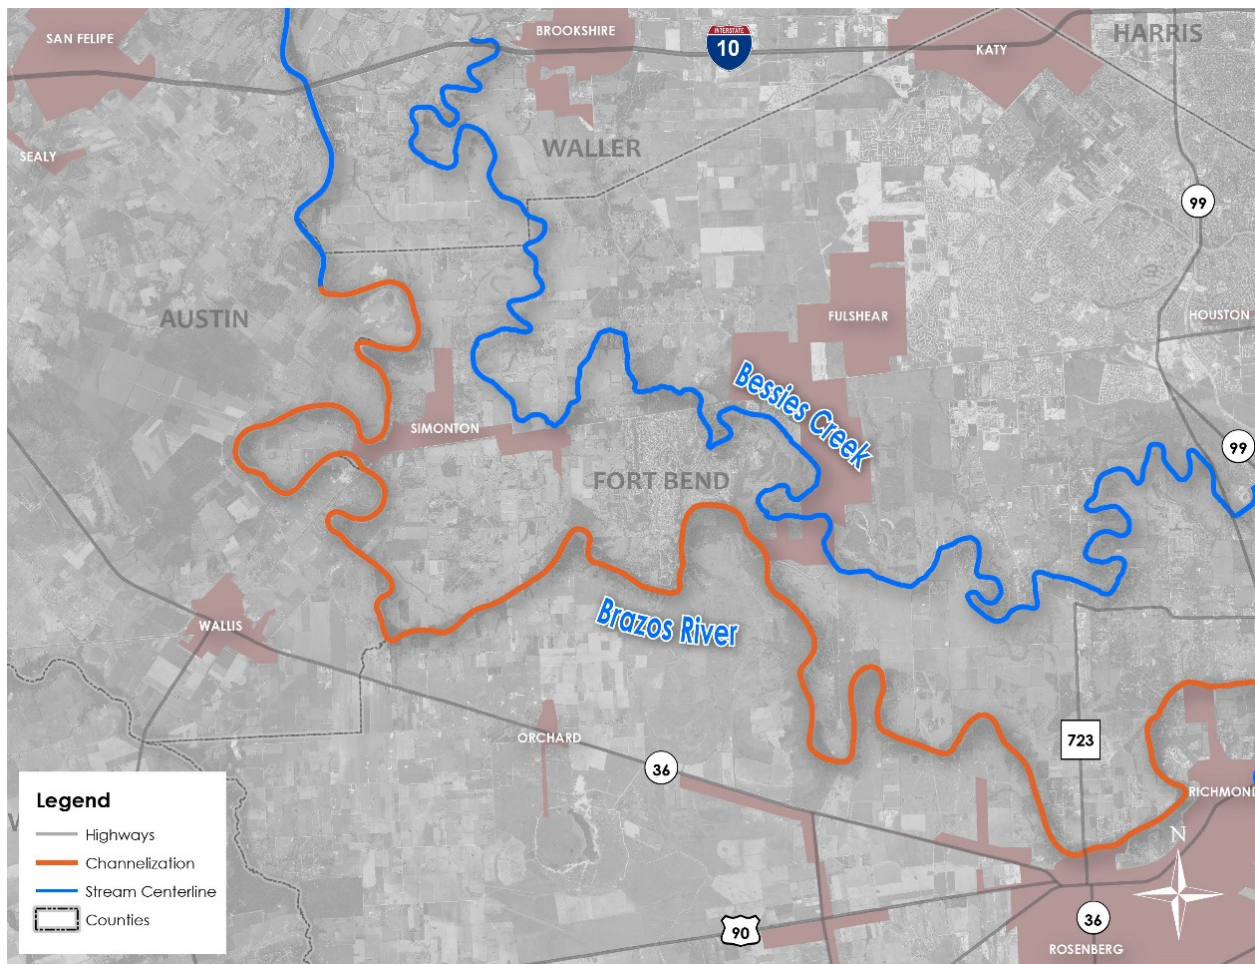 SAN FELIPE
BROOKSHIRE
INTERSTATE
10
KATY
HARRIS
SEALY
WALLER
99
AUSTIN
FULSHEAR
HOUSTON
Bessies Creek
SIMONTON
99
FORT BEND
Brazos River
WALLIS
ORCHARD
36
723
RICHMOND
N
90
36
ROSENBERG
Legend
Highways
Channelization
Stream Centerline
Counties